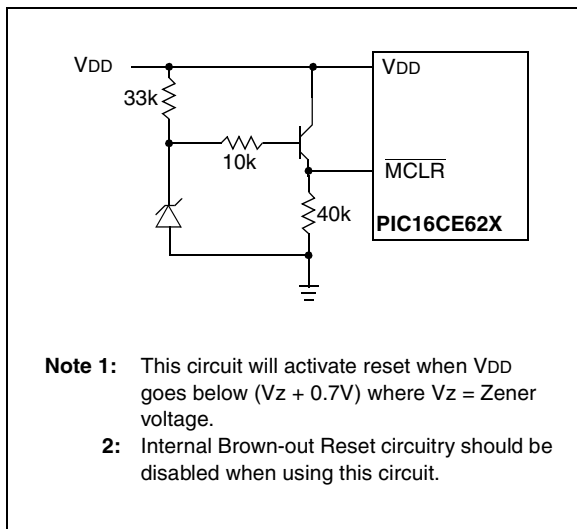 VDD
VDD
33k
10k
MCLR
40k
PIC16CE62X
Note 1: This circuit will activate reset when VDD
goes below (Vz + 0.7V) where Vz = Zener
voltage.
2: Internal Brown-out Reset circuitry should be
disabled when using this circuit.